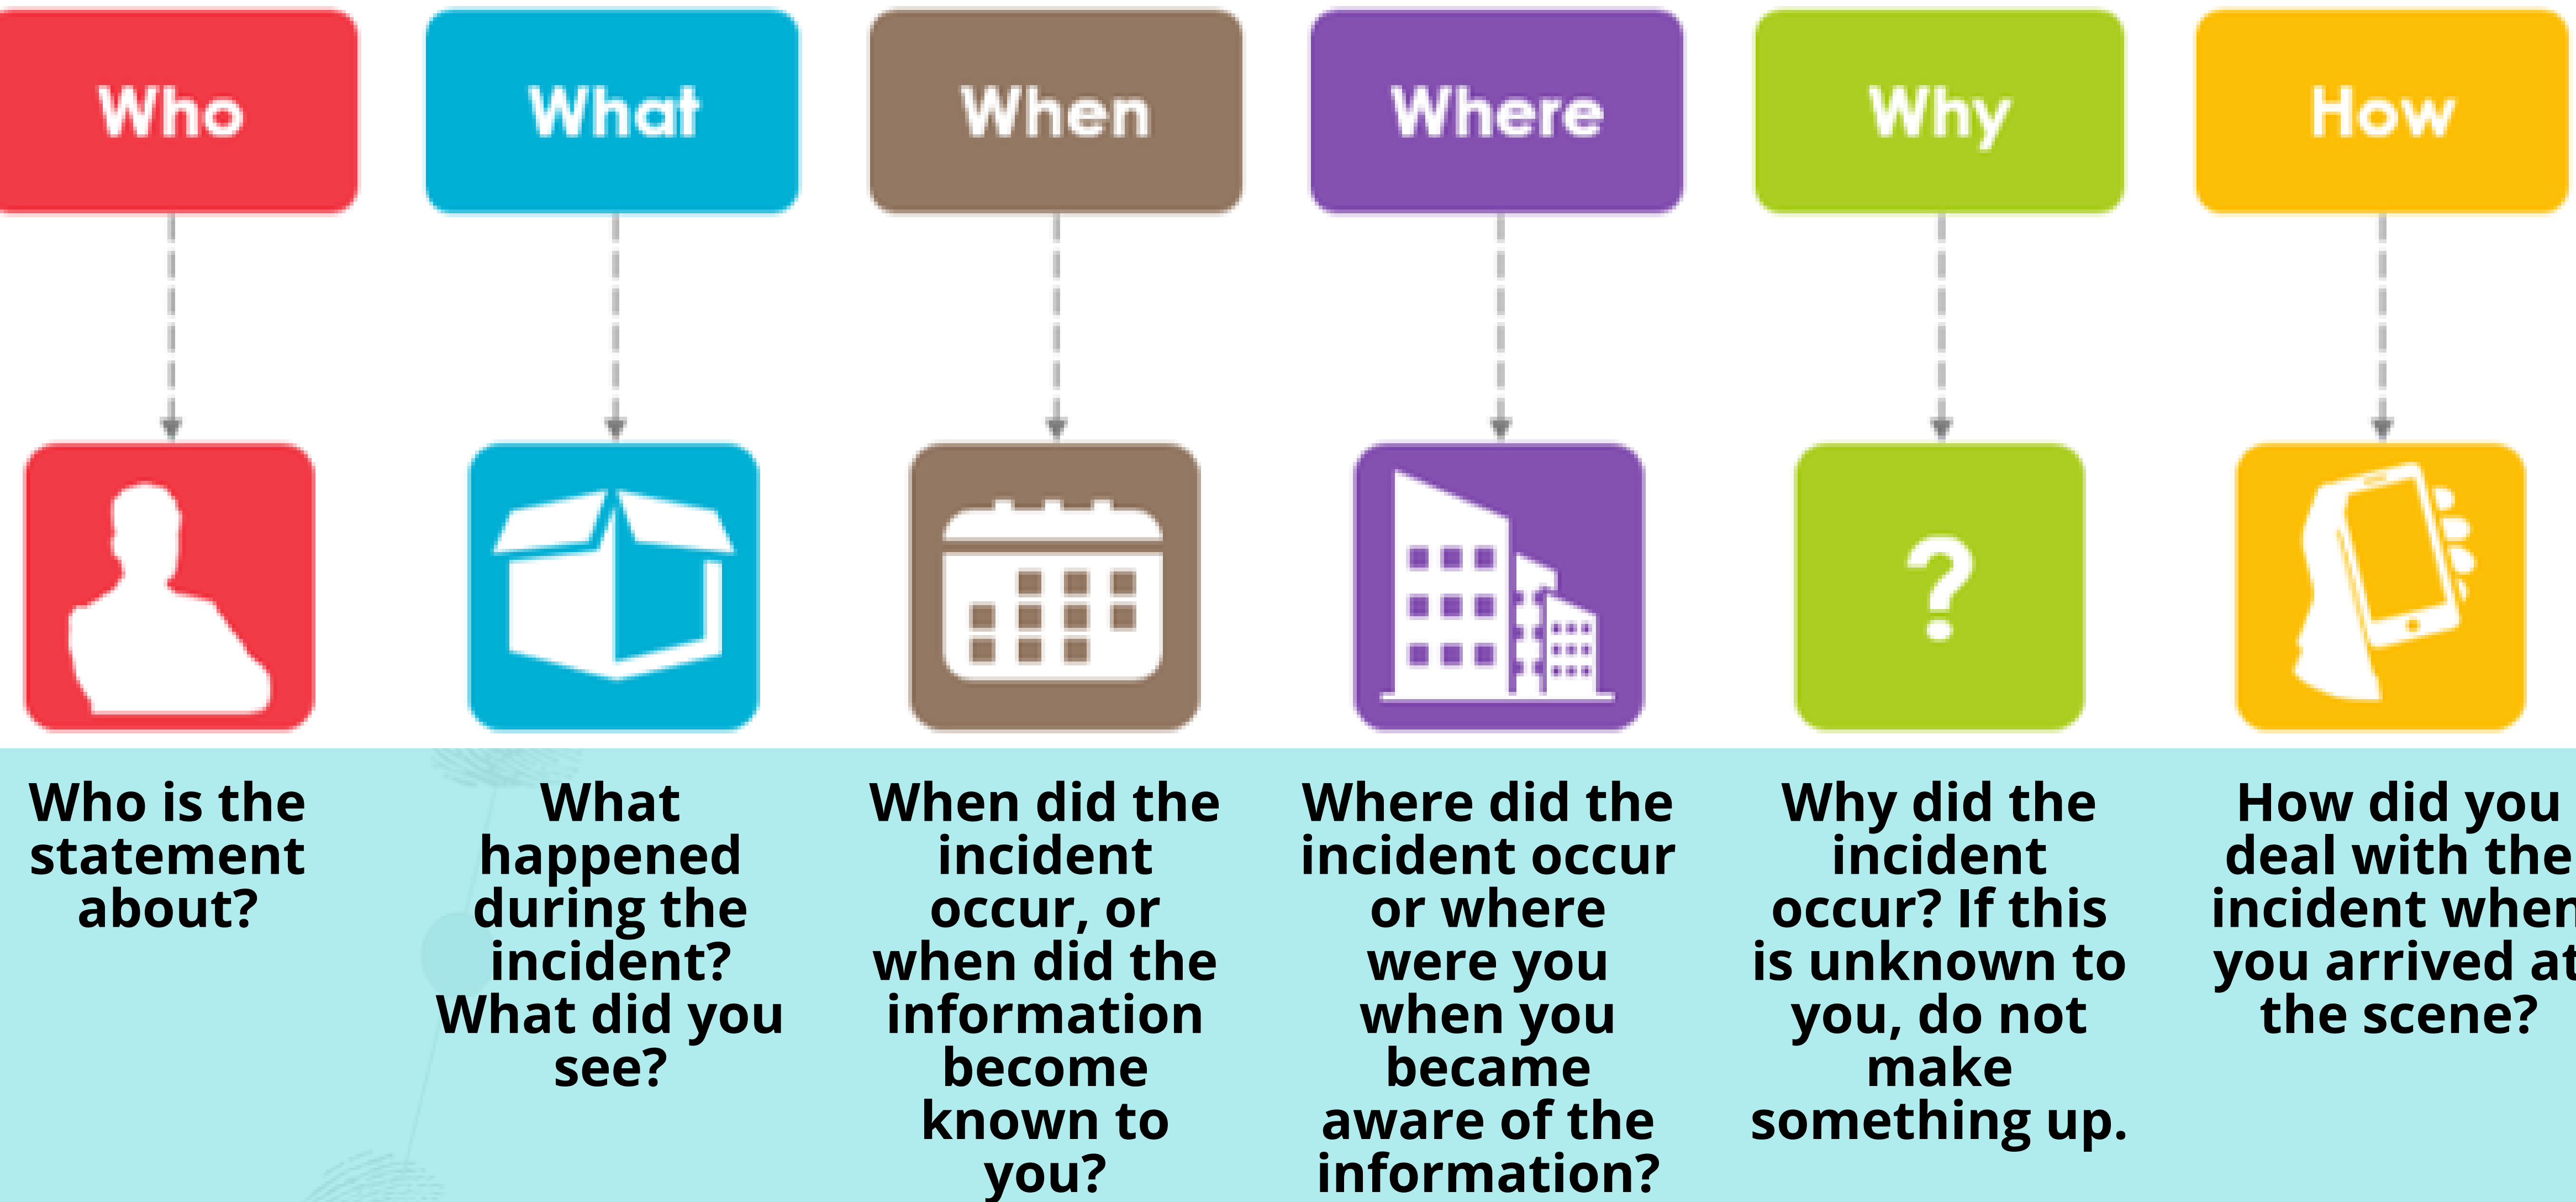 Who
What
When
Where
Why
How
Who is the
statement
about?
What
happened
during the
incident?
What did you
see?
When did the
incident
occur, or
when did the
information
become
known to
you?
Where did the
incident occur
or where
were you
when you
became
aware of the
information?
Why did the
incident
occur? If this
is unknown to
you, do not
make
something up.
?
How did you
deal with the
incident when
you arrived at
the scene?